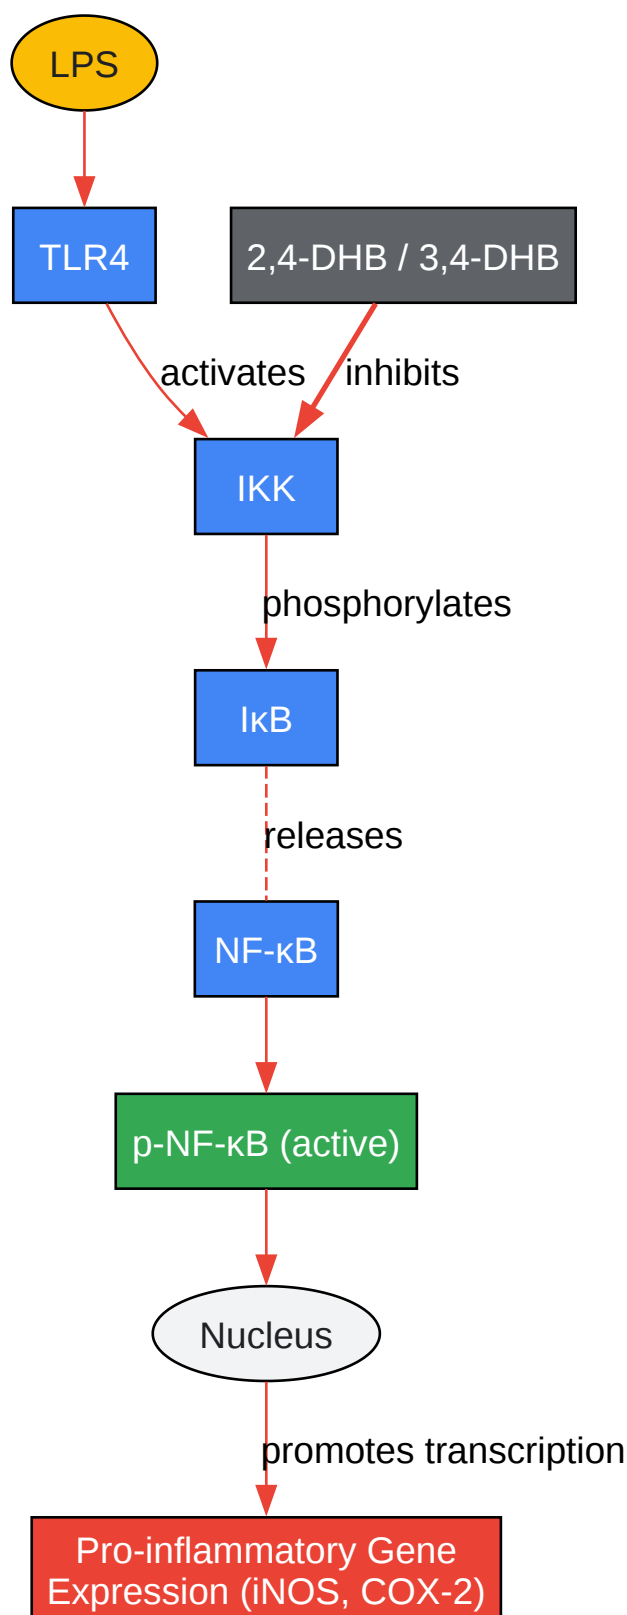 LPS
TLR4
2,4-DHB / 3,4-DHB
activates
inhibits
IKK
phosphorylates
IκB
releases
NF-κB
p-NF-κB (active)
Nucleus
promotes transcription
Pro-inflammatory Gene
Expression (iNOS, COX-2)